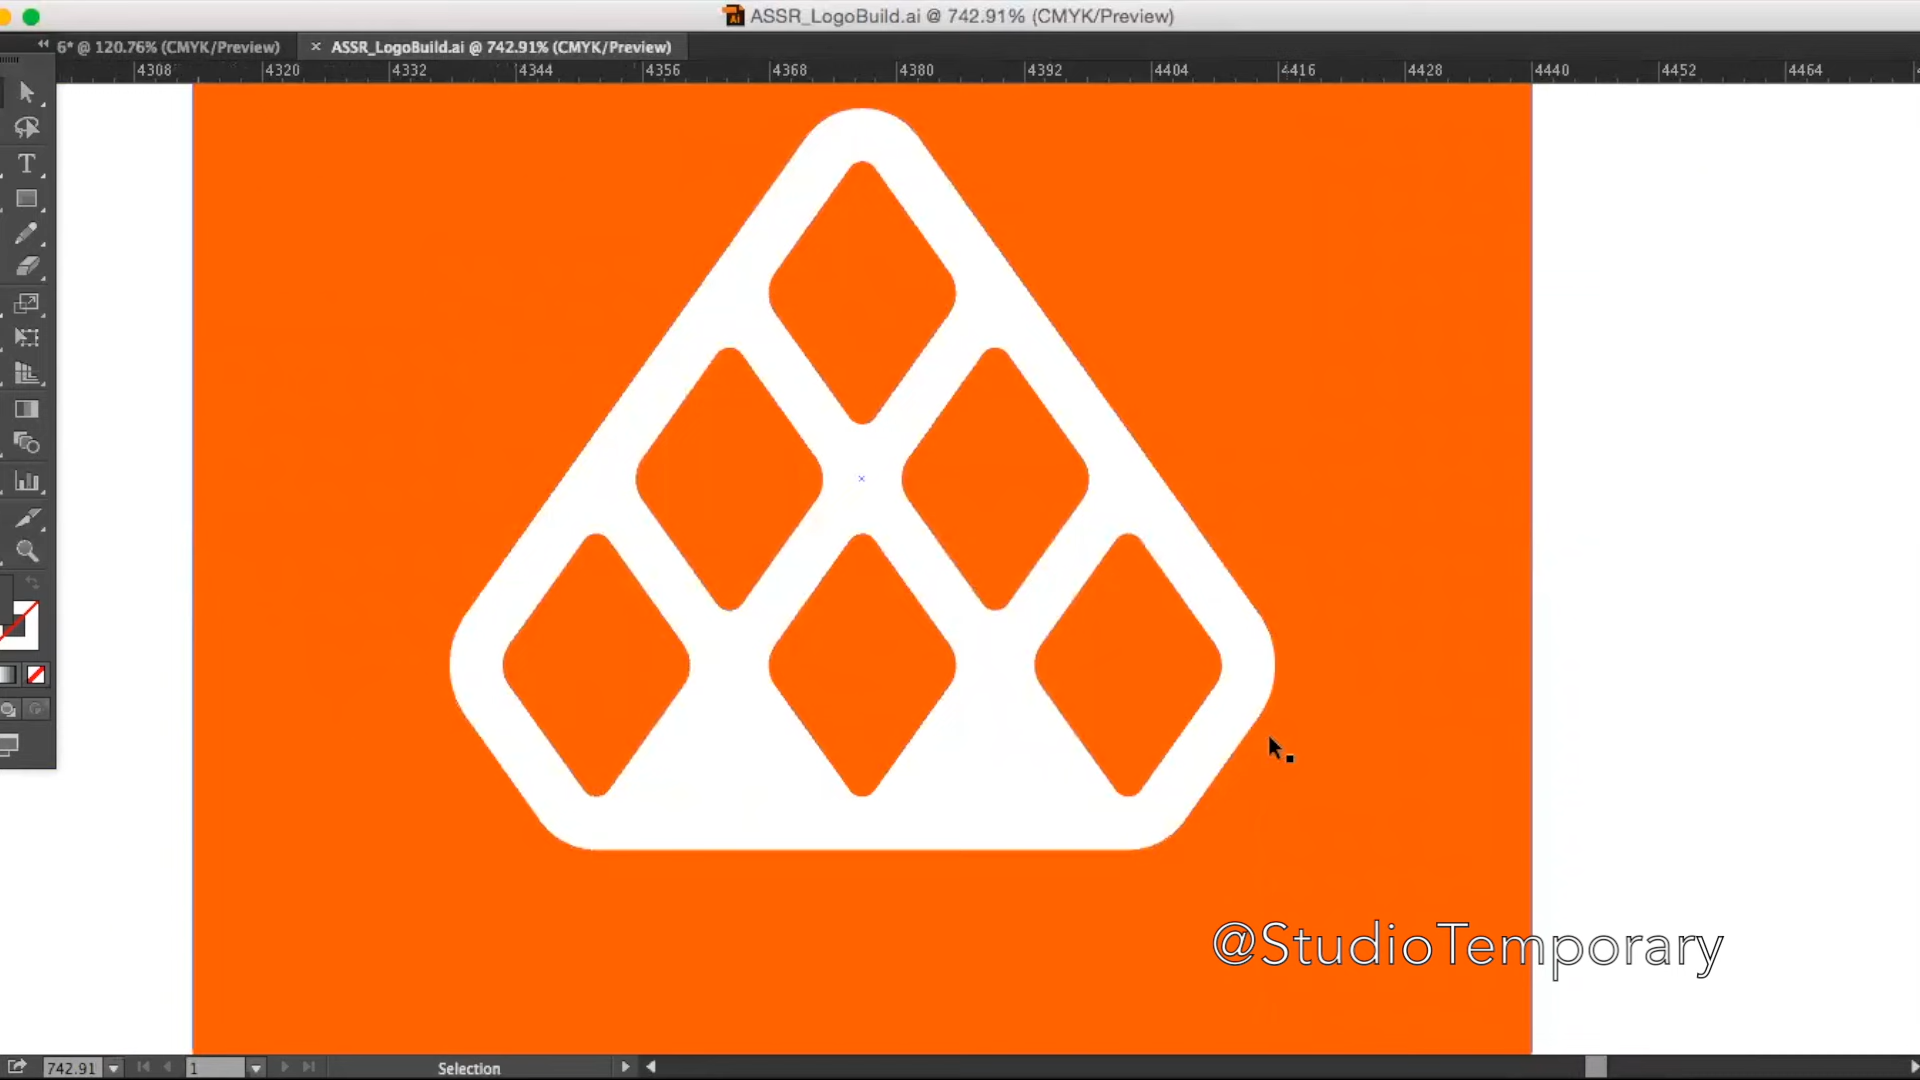 ASSR_LogoBuild.ai @ 742.91% (CMYK/Preview)
6* @ 120.76% (CMYK/Preview) × ASSR_LogoBuild.ai @ 742.91% (CMYK/Preview)
4308 4320 4332 4344 4356 4368 4380 4392 4404 4416 4428 4440 4452 4464
@StudioTemporary
742.91 1 Selection